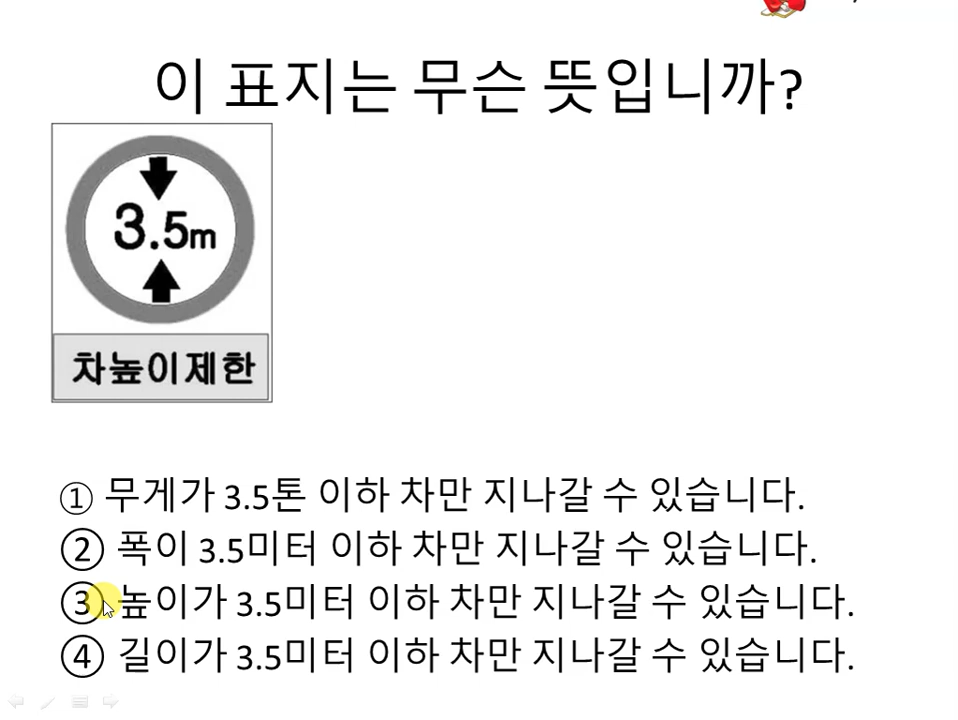 이 표지는 무슨 뜻입니까?
3.5m
차높이제한
① 무게가 3.5톤 이하 차만 지나갈 수 있습니다.
② 폭이 3.5미터 이하 차만 지나갈 수 있습니다.
③ 높이가 3.5미터 이하 차만 지나갈 수 있습니다.
④ 길이가 3.5미터 이하 차만 지나갈 수 있습니다.